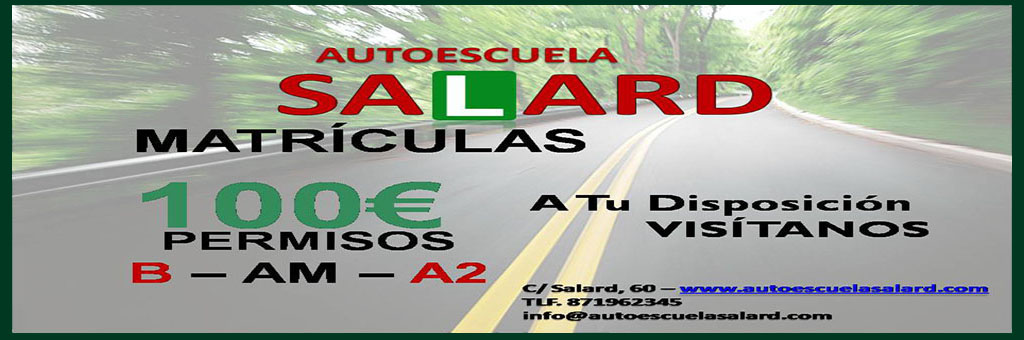 AUTOESCUELA
SALARD
MATRÍCULAS
100€
PERMISOS
B – AM – A2
A Tu Disposición
VISÍTANOS
C/ Salard, 60 – www.autoescuelasalard.com
TLF. 871962345
info@autoescuelasalard.com